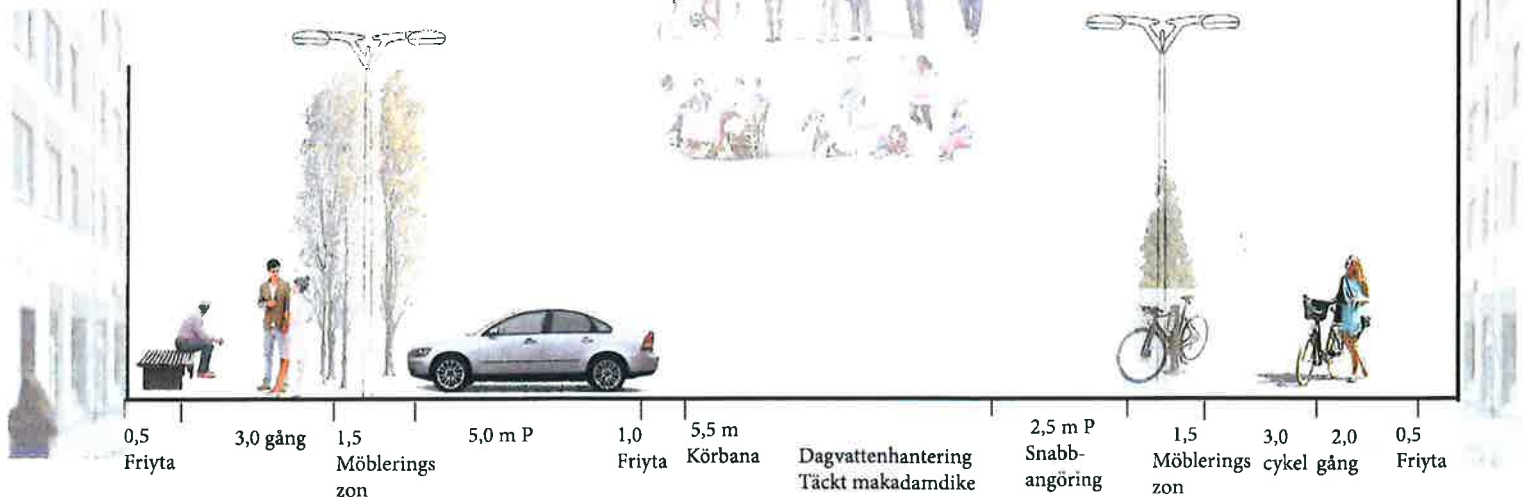 0,5
Friyta
3,0 gång
1,5
Möblerings
zon
5,0 m P
1,0
Friyta
5,5 m
Körbana
Dagvattenhantering
Täckt makadamdike
2,5 m P
Snabb-
angöring
1,5
Möblerings
zon
3,0
cykel
2,0
gång
0,5
Friyta